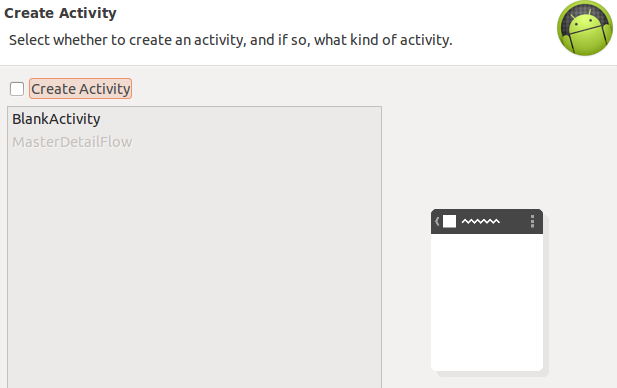 Create Activity
Select whether to create an activity, and if so, what kind of activity.
Create Activity
BlankActivity
MasterDetailFlow